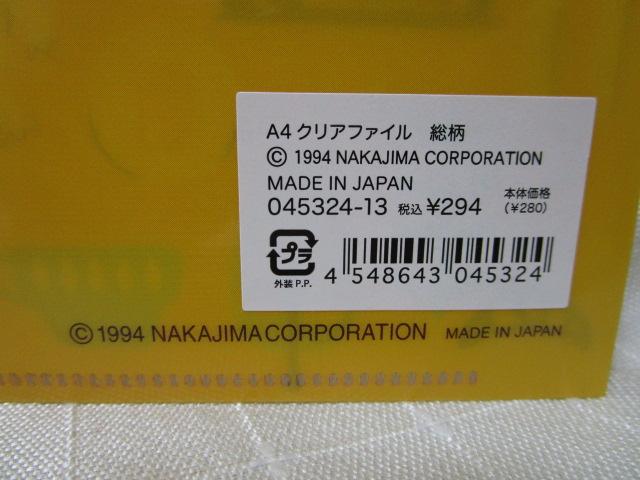 A4 クリアファイル 総柄
© 1994 NAKAJIMA CORPORATION
MADE IN JAPAN
045324-13 税込 ¥294 本体価格 (¥280)
プラ
外装 P.P.
4 548643 045324
© 1994 NAKAJIMA CORPORATION MADE IN JAPAN